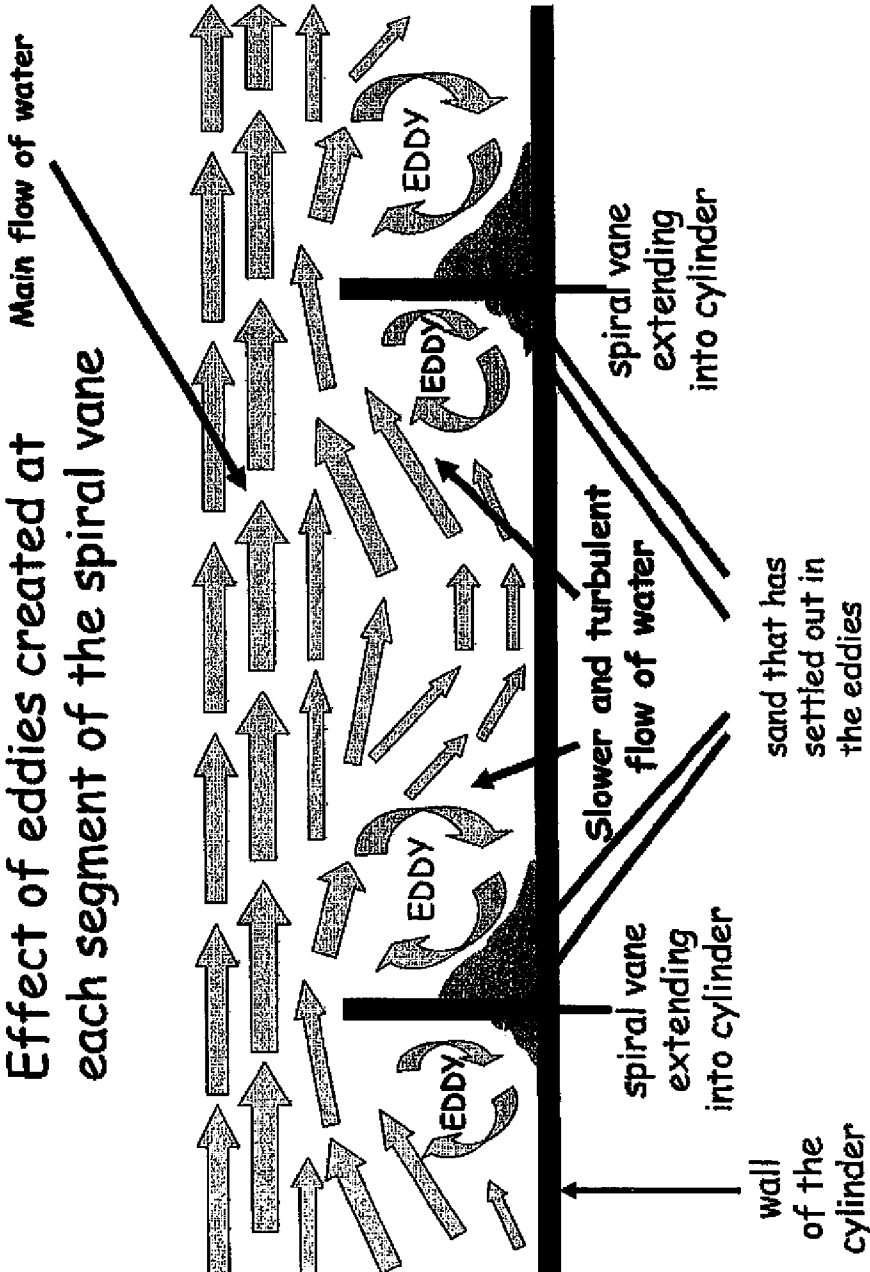 Effect of eddies created at
each segment of the spiral vane
Main flow of water
EDDY
EDDY
EDDY
EDDY
Slower and turbulent
flow of water
wall
of the
cylinder
spiral vane
extending
into cylinder
spiral vane
extending
into cylinder
sand that has
settled out in
the eddies